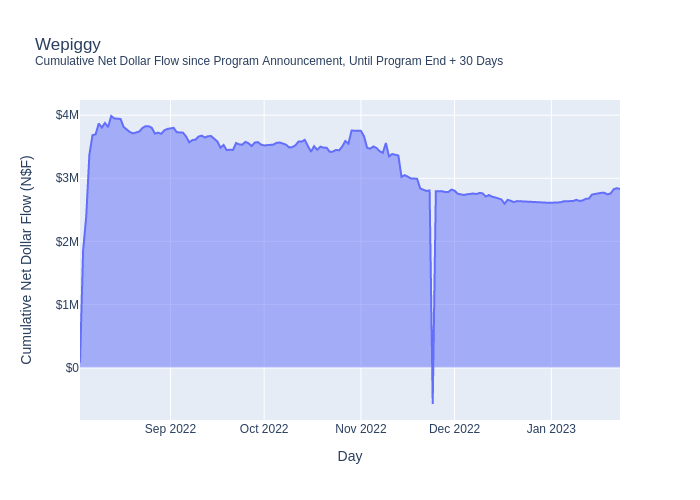 Wepiggy
Cumulative Net Dollar Flow since Program Announcement, Until Program End + 30 Days
Cumulative Net Dollar Flow (N$F)
$4M
$3M
$2M
$1M
$0
Sep 2022
Oct 2022
Nov 2022
Dec 2022
Jan 2023
Day